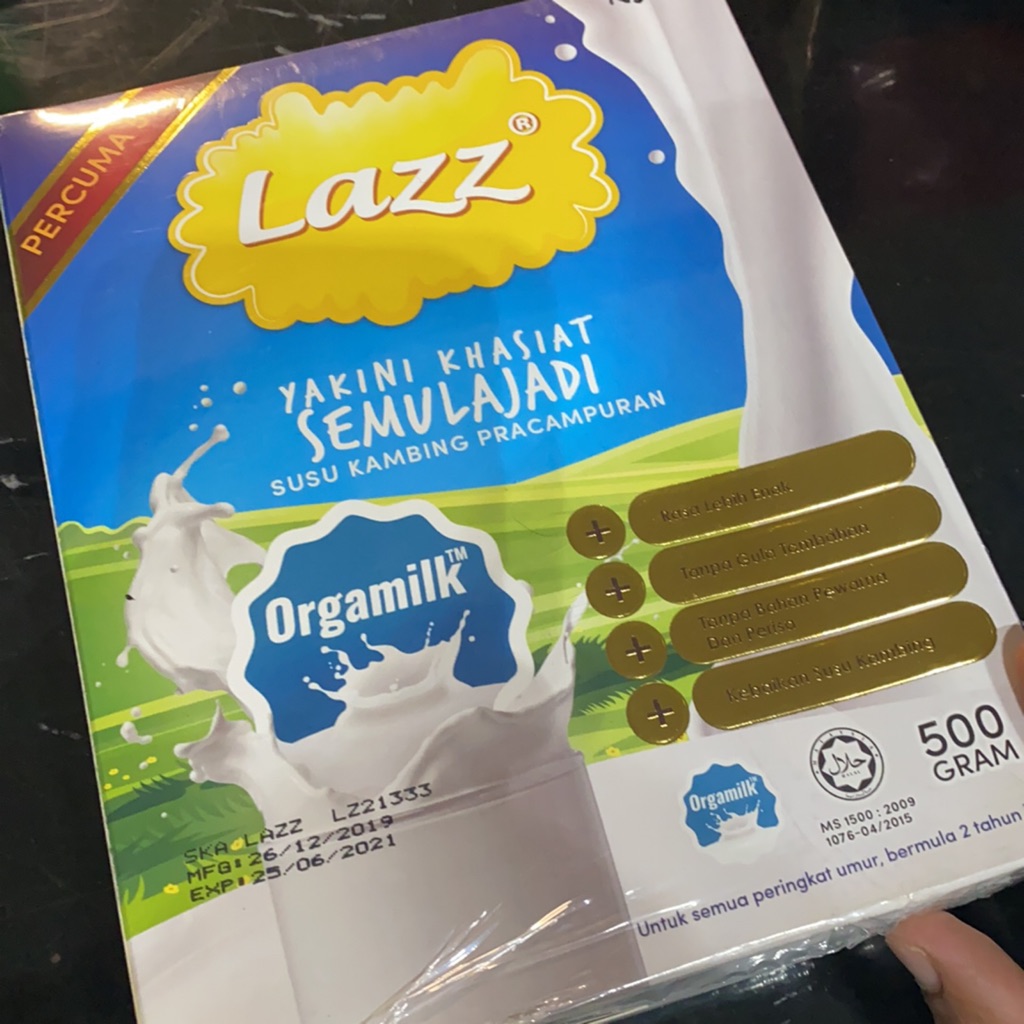 PERCUMA
Lazz®
YAKINI KHASIAT
SEMULAJADI
SUSU KAMBING PRACAMPURAN
Orgamilk™
+ Rasa Lebih Enak
+ Tanpa Gula Tambahan
+ Tanpa Bahan Pewarna
Dan Perisa
+ Kebaikan Susu Kambing
SKA LAZZ LZ21333
MFG: 26/12/2019
EXP: 25/06/2021
Orgamilk™
حلال
HALAL
MS 1500 : 2009
1076-04/2015
500
GRAM
Untuk semua peringkat umur, bermula 2 tahun